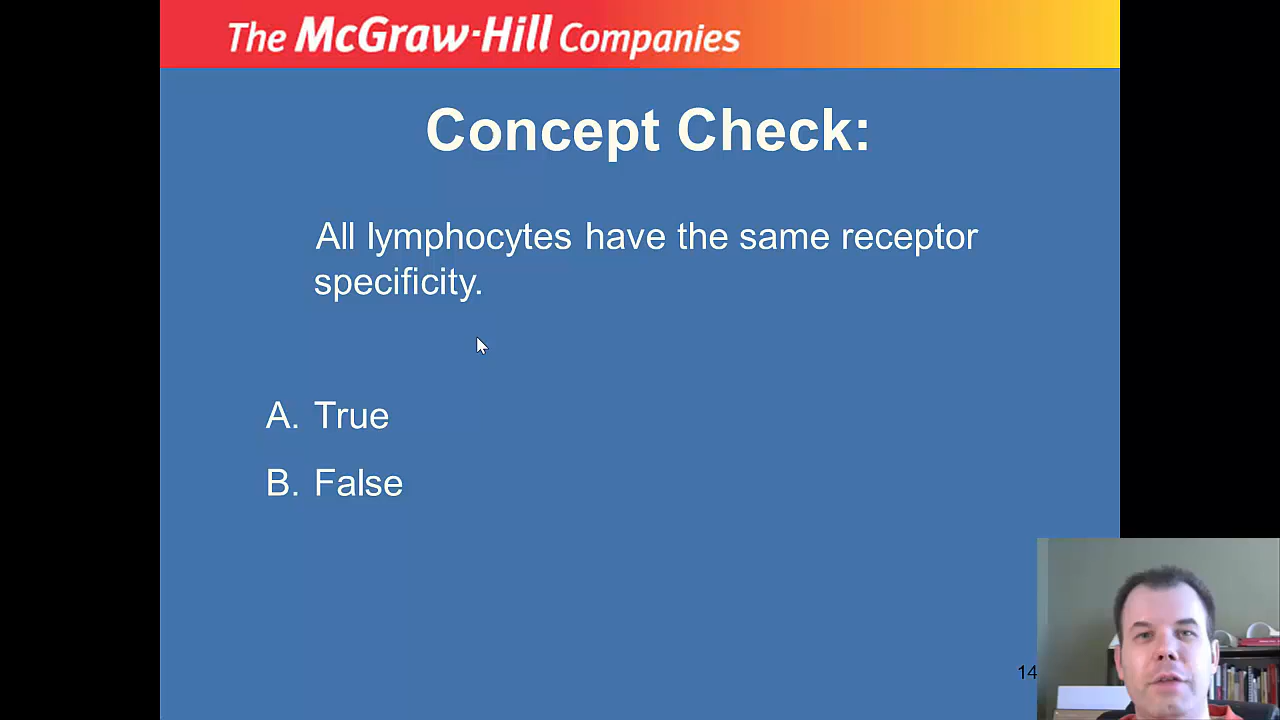 The McGraw-Hill Companies
Concept Check:
All lymphocytes have the same receptor
specificity.
A. True
B. False
14